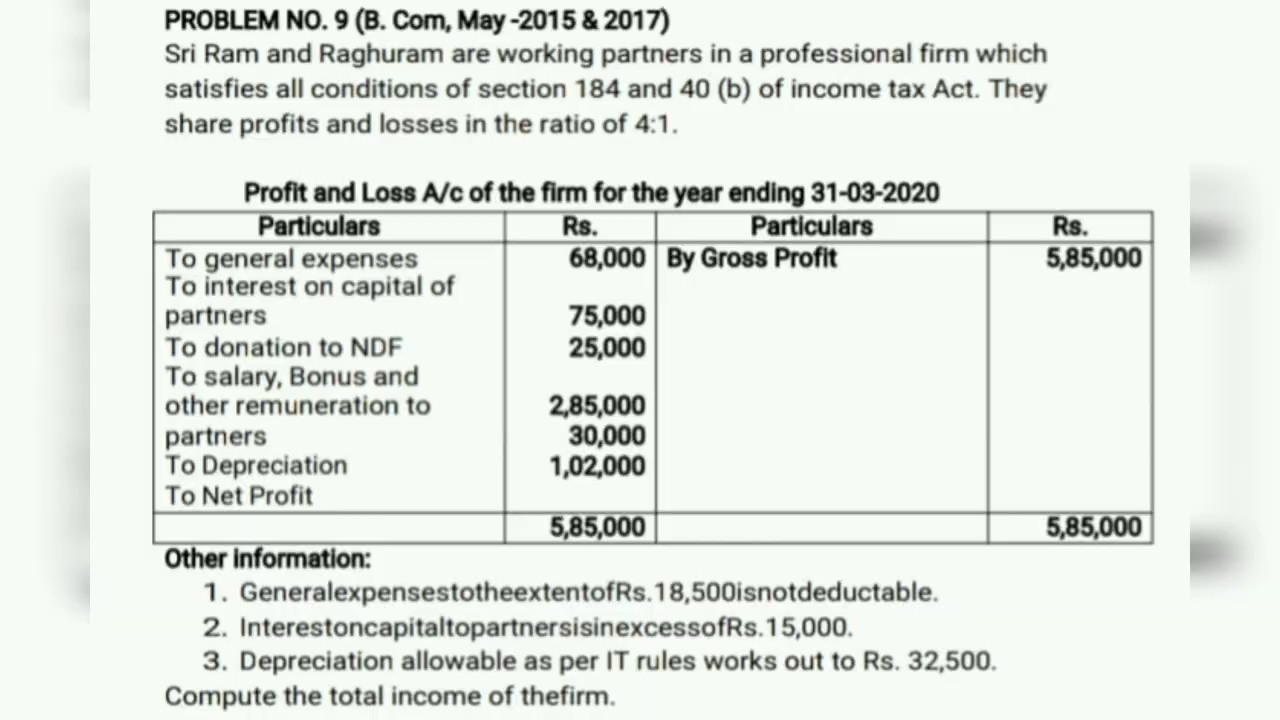 PROBLEM NO. 9 (B. Com, May -2015 & 2017)
Sri Ram and Raghuram are working partners in a professional firm which
satisfies all conditions of section 184 and 40 (b) of income tax Act. They
share profits and losses in the ratio of 4:1.
Profit and Loss A/c of the firm for the year ending 31-03-2020
Particulars Rs. Particulars Rs.
To general expenses 68,000 By Gross Profit 5,85,000
To interest on capital of
partners 75,000
To donation to NDF 25,000
To salary, Bonus and
other remuneration to 2,85,000
partners 30,000
To Depreciation 1,02,000
To Net Profit
5,85,000 5,85,000
Other information:
1. GeneralexpensestotheextentofRs.18,500isnotdeductable.
2. InterestoncapitaltopartnersisinexcessofRs.15,000.
3. Depreciation allowable as per IT rules works out to Rs. 32,500.
Compute the total income of thefirm.